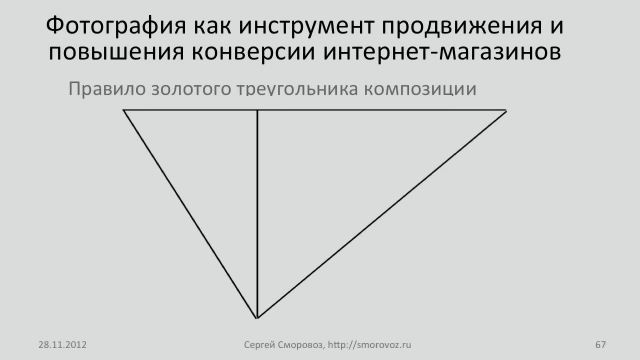 Фотография как инструмент продвижения и
повышения конверсии интернет-магазинов
Правило золотого треугольника композиции
28.11.2012
Сергей Сморовоз, http://smorovoz.ru
67